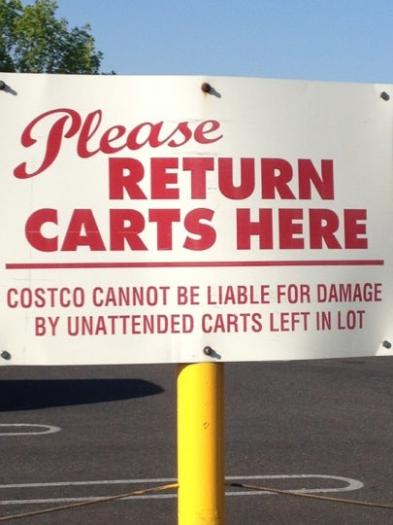 Please
RETURN
CARTS HERE
COSTCO CANNOT BE LIABLE FOR DAMAGE
BY UNATTENDED CARTS LEFT IN LOT